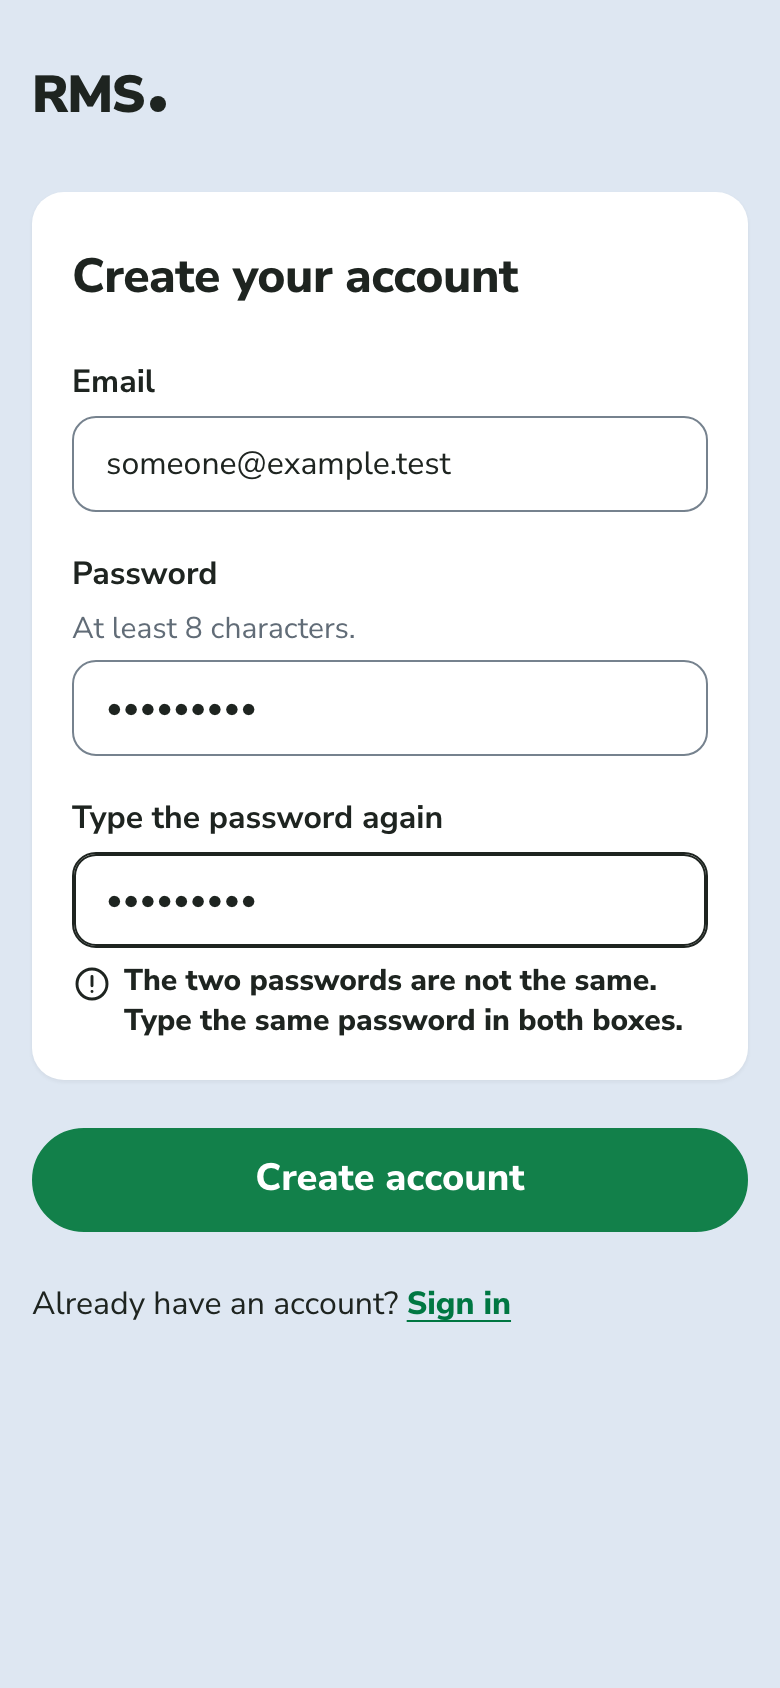 RMS.
Create your account
Email
someone@example.test
Password
At least 8 characters.
•••••••••
Type the password again
•••••••••
The two passwords are not the same.
Type the same password in both boxes.
Create account
Already have an account? Sign in